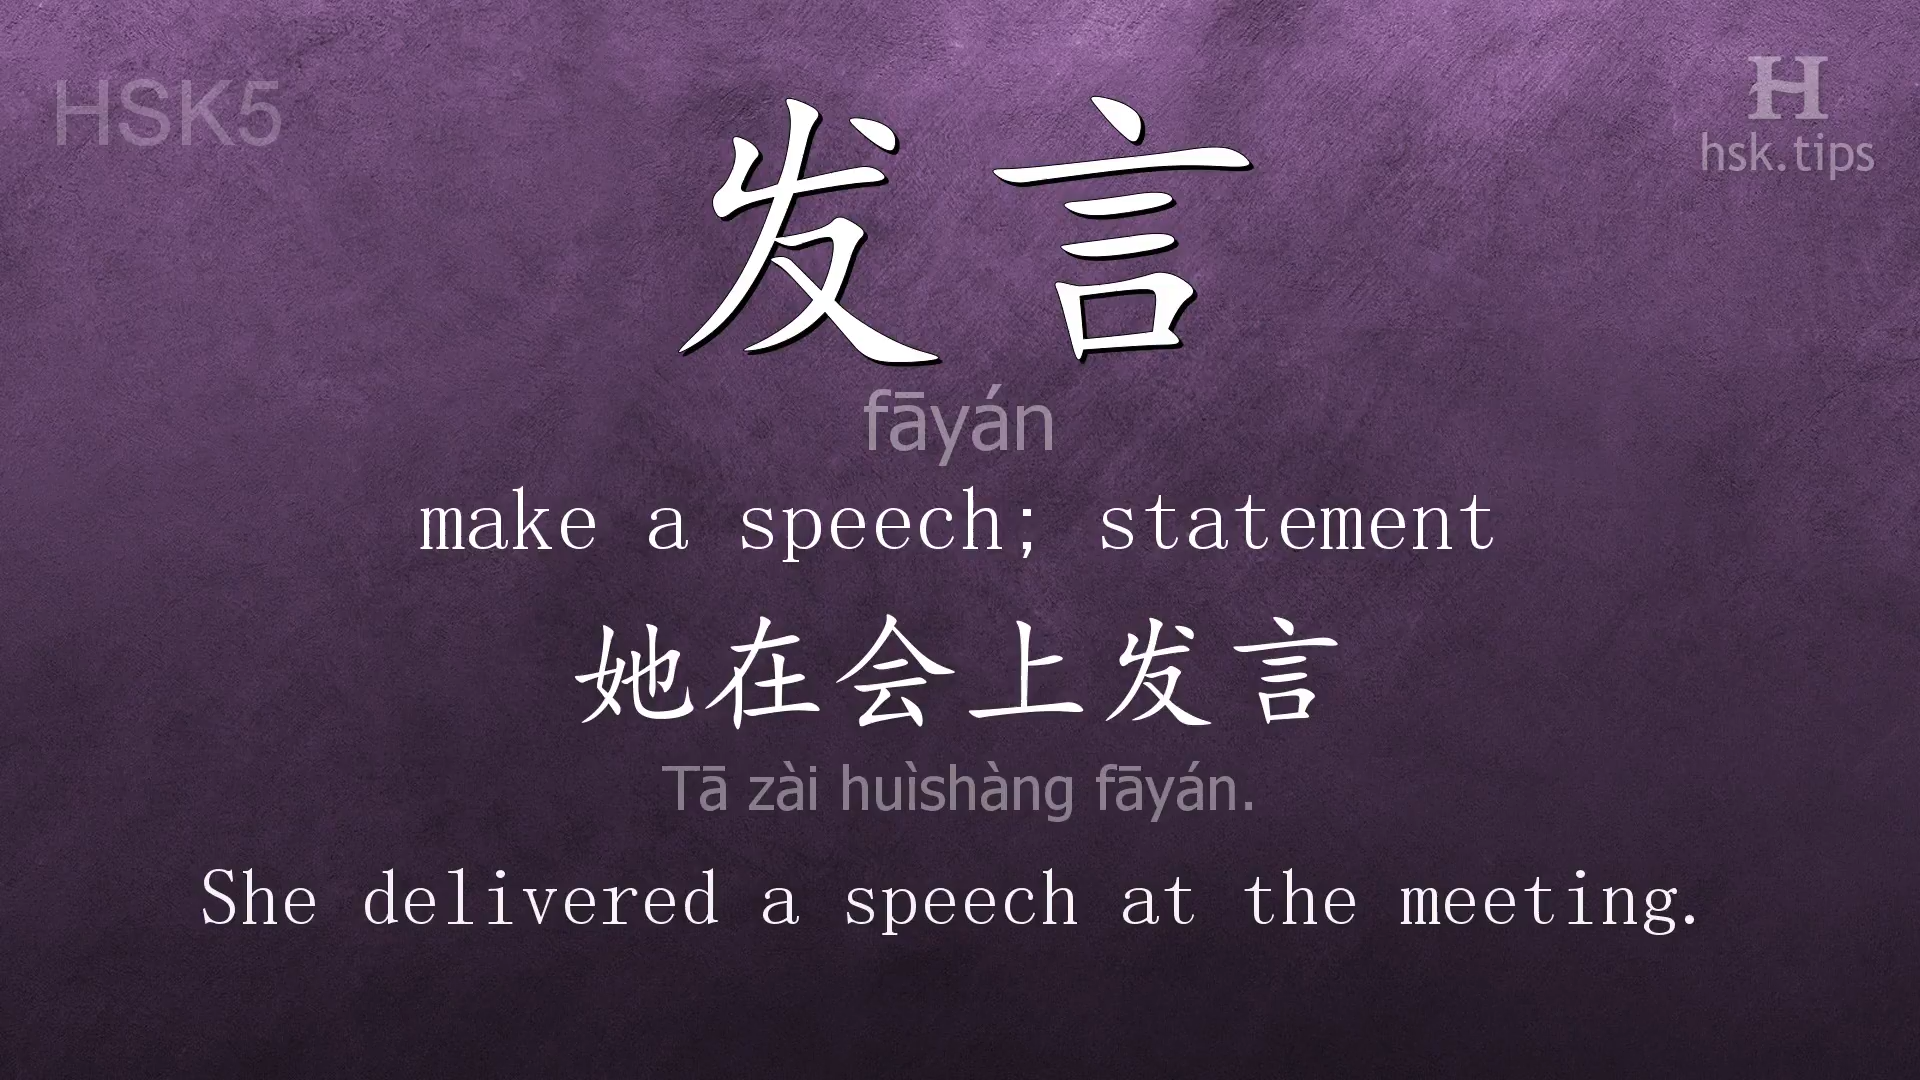 HSK5
H
hsk.tips
发言
fāyán
make a speech; statement
她在会上发言
Tā zài huìshàng fāyán.
She delivered a speech at the meeting.